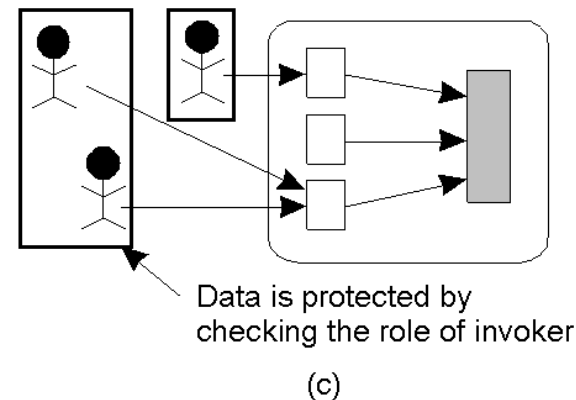 Data is protected by
checking the role of invoker
(c)